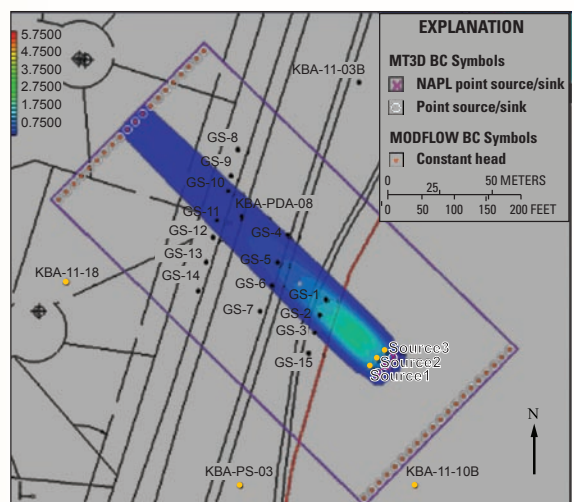 5.7500
4.7500
3.7500
2.7500
1.7500
0.7500
EXPLANATION
MT3D BC Symbols
NAPL point source/sink
Point source/sink
MODFLOW BC Symbols
Constant head
0 50 METERS
25
0 50 100 150 200 FEET
KBA-11-03B
GS-8
GS-9
GS-10
KBA-PDA-08
GS-11
GS-12
GS-4
GS-13
GS-5
KBA-11-18
GS-14
GS-6
GS-1
GS-7
GS-2
GS-3
GS-15
Source3
Source2
Source1
N
KBA-PS-03
KBA-11-10B